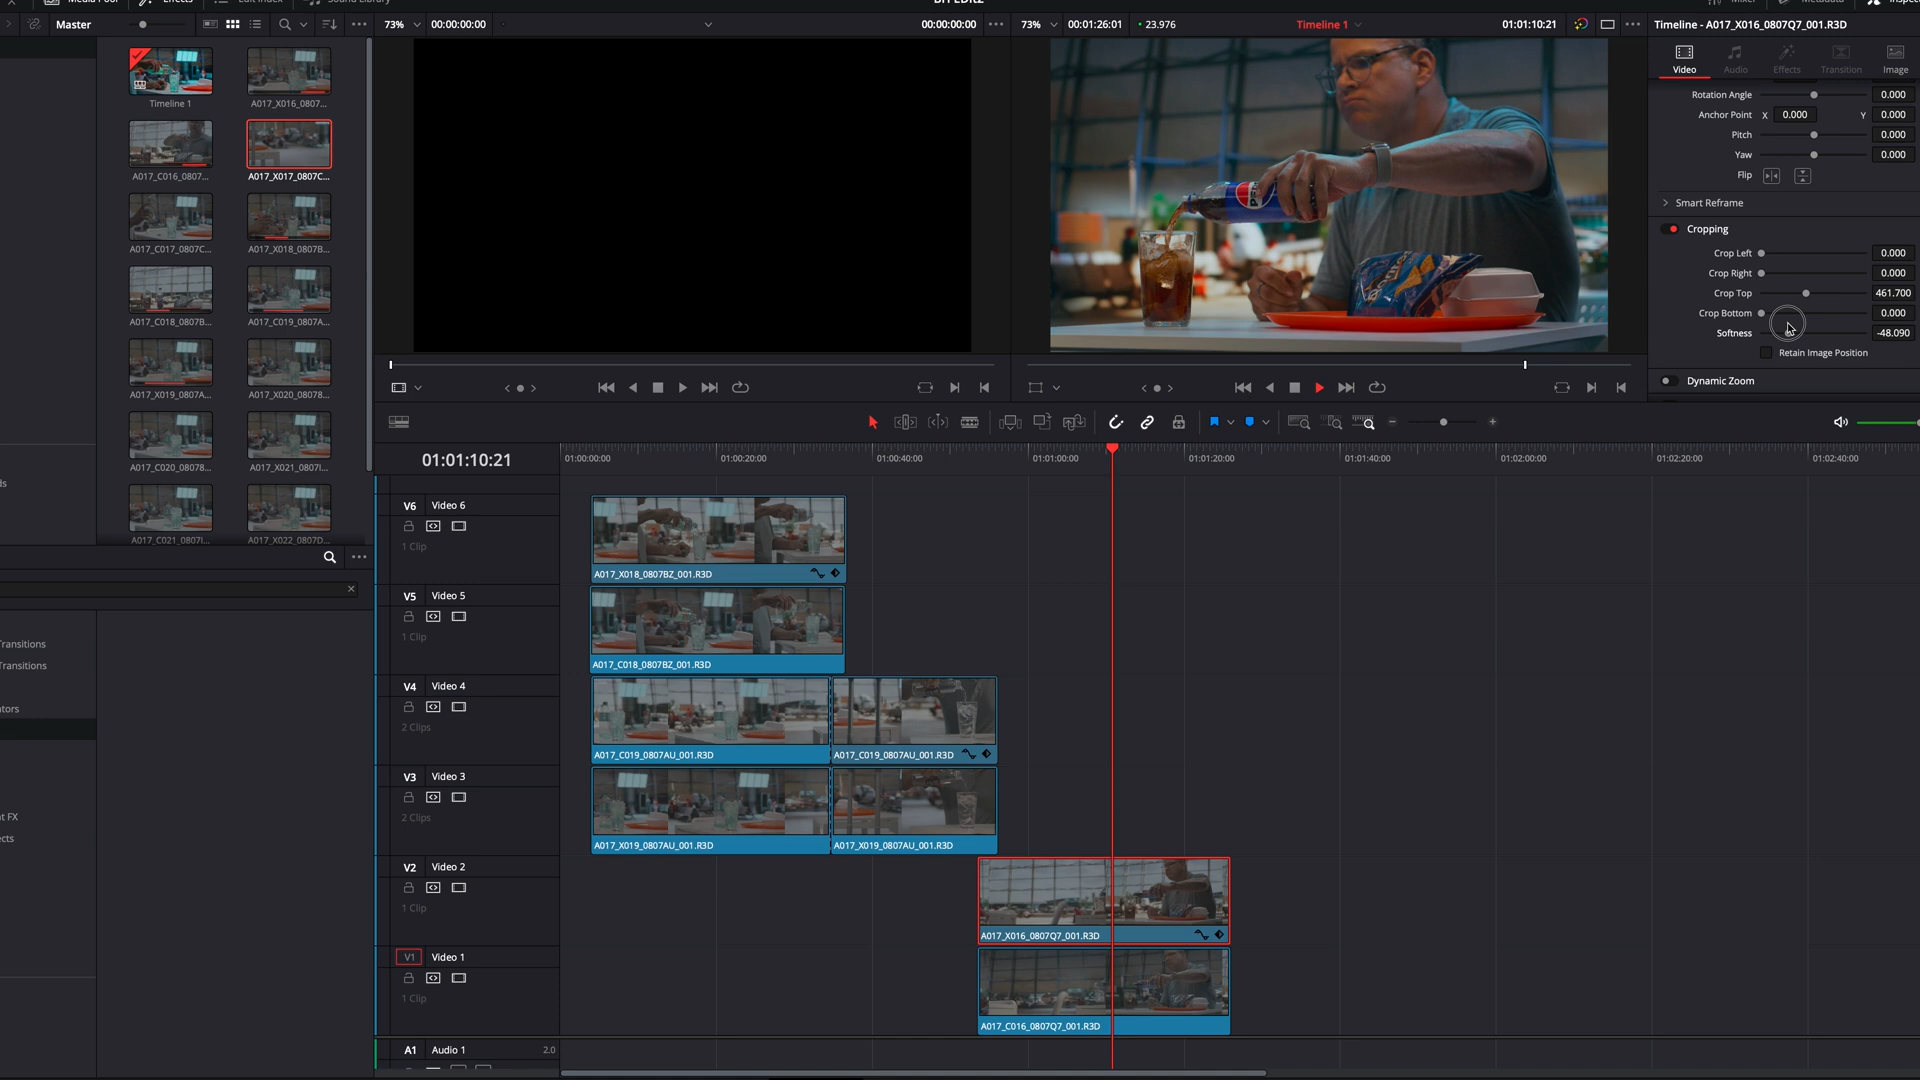 Master
73%
00:00:00:00
00:00:00:00
73%
00:01:26:01
23.976
Timeline 1
01:01:10:21
Timeline - A017_X016_0807Q7_001.R3D
Video
Audio
Effects
Transition
Image
Timeline 1
A017_X016_0807...
A017_C016_0807...
A017_X017_0807C...
A017_C017_0807C...
A017_X018_0807B...
A017_C018_0807B...
A017_C019_0807A...
A017_X019_0807A...
A017_X020_0807B...
A017_C020_0807B...
A017_X021_0807I...
A017_C021_0807I...
A017_X022_0807D...
pepsi
Rotation Angle
0.000
Anchor Point X 0.000 Y 0.000
Pitch
0.000
Yaw
0.000
Flip
Smart Reframe
Cropping
Crop Left
0.000
Crop Right
0.000
Crop Top
461.700
Crop Bottom
0.000
Softness
-48.090
Retain Image Position
Dynamic Zoom
01:01:10:21
01:00:00:00
01:00:20:00
01:00:40:00
01:01:00:00
01:01:20:00
01:01:40:00
01:02:00:00
01:02:20:00
01:02:40:00
V6 Video 6
1 Clip
A017_X018_0807BZ_001.R3D
V5 Video 5
1 Clip
A017_C018_0807BZ_001.R3D
V4 Video 4
2 Clips
A017_C019_0807AU_001.R3D
A017_C019_0807AU_001.R3D
V3 Video 3
2 Clips
A017_X019_0807AU_001.R3D
A017_X019_0807AU_001.R3D
V2 Video 2
1 Clip
A017_X016_0807Q7_001.R3D
V1 Video 1
1 Clip
A017_C016_0807Q7_001.R3D
A1 Audio 1
2.0
Transitions
Transitions